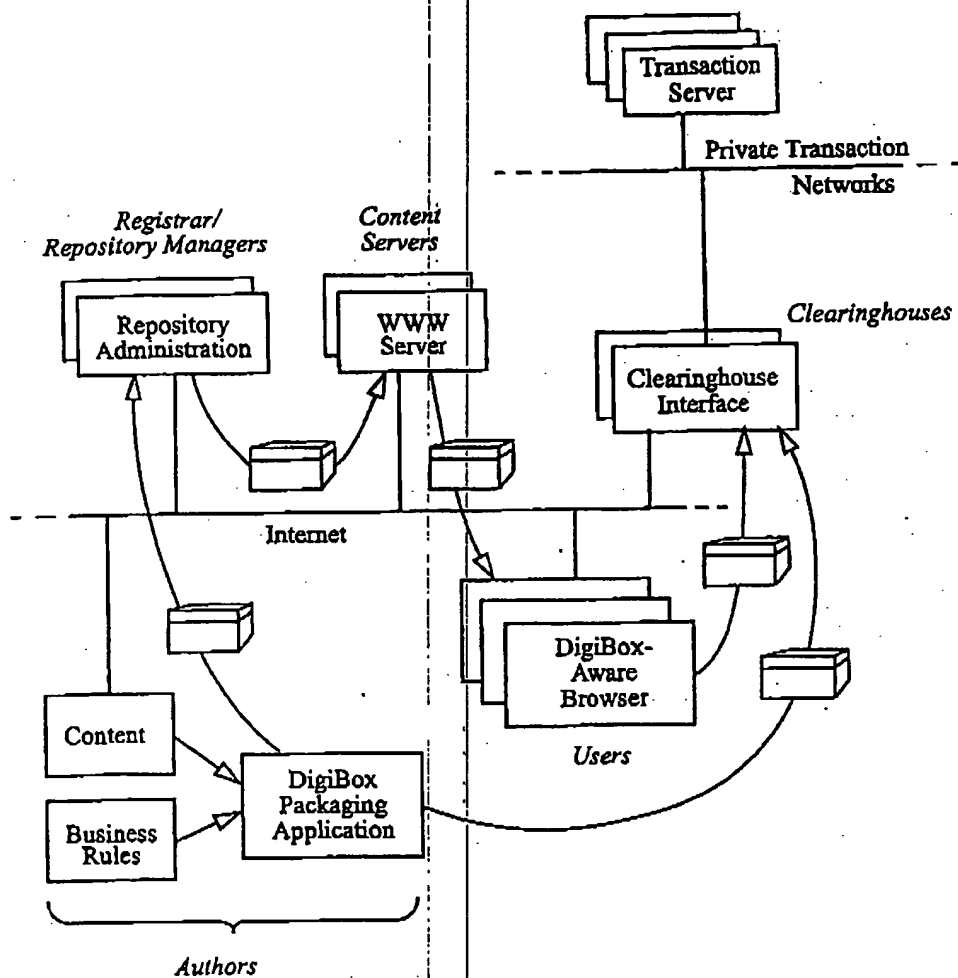 Transaction
Server
Private Transaction
Networks
Registrar/
Repository Managers
Content
Servers
Repository
Administration
WWW
Server
Clearinghouses
Clearinghouse
Interface
Internet
DigiBox-
Aware
Browser
Users
Content
DigiBox
Packaging
Application
Business
Rules
Authors